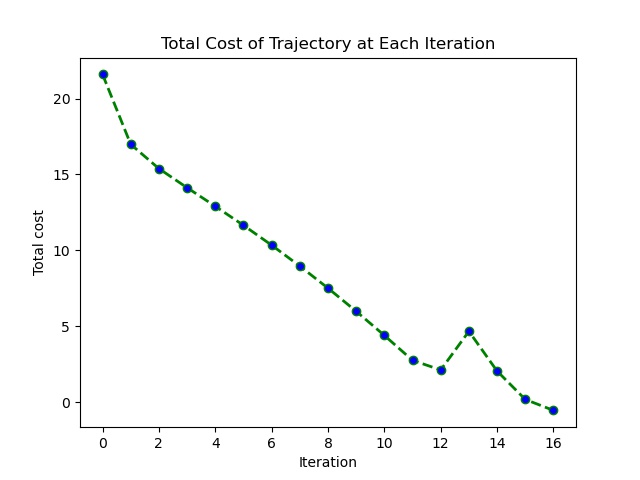 Total Cost of Trajectory at Each Iteration
20
15
10
5
0
Total cost
0 2 4 6 8 10 12 14 16
Iteration